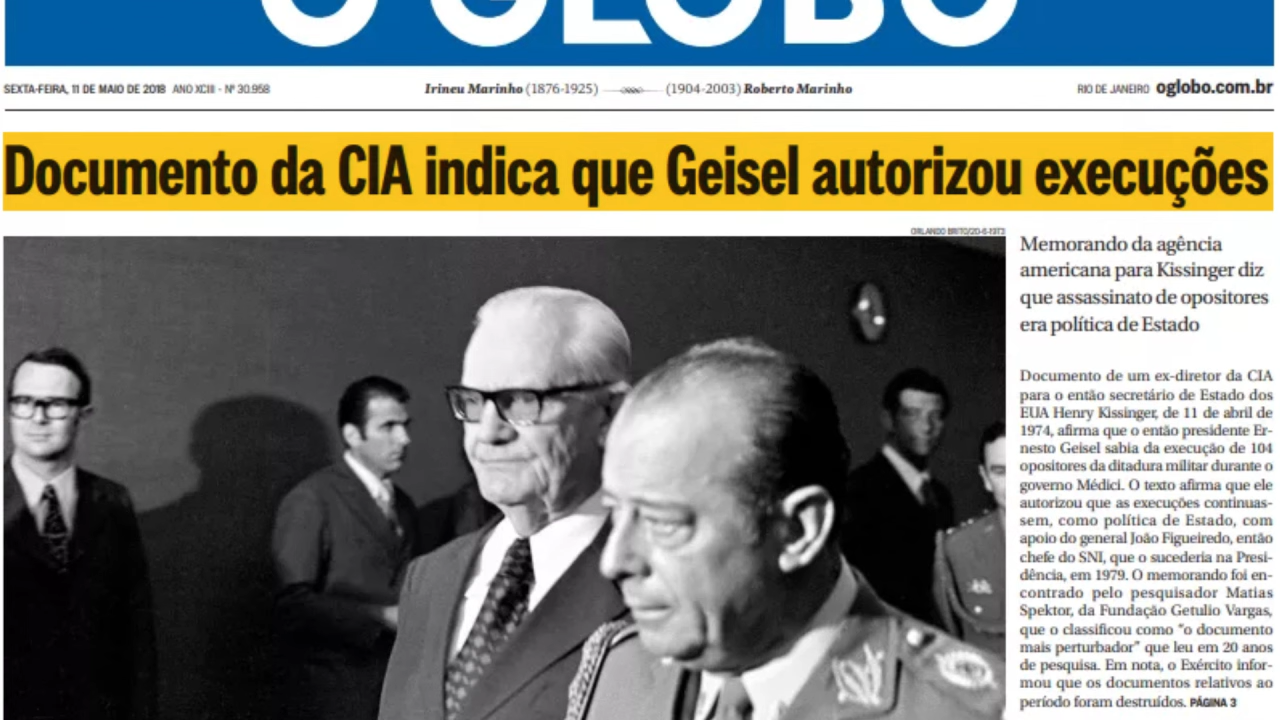 O GLOBO
SEXTA-FEIRA, 11 DE MAIO DE 2018 ANO XCIII - Nº 30.958
Irineu Marinho (1876-1925) (1904-2003) Roberto Marinho
RIO DE JANEIRO oglobo.com.br
Documento da CIA indica que Geisel autorizou execuções
ORLANDO BRITO/20-6-1973
Memorando da agência
americana para Kissinger diz
que assassinato de opositores
era política de Estado
Documento de um ex-diretor da CIA
para o então secretário de Estado dos
EUA Henry Kissinger, de 11 de abril de
1974, afirma que o então presidente Er-
nesto Geisel sabia da execução de 104
opositores da ditadura militar durante o
governo Médici. O texto afirma que ele
autorizou que as execuções continuas-
sem, como política de Estado, com
apoio do general João Figueiredo, então
chefe do SNI, que o sucederia na Presi-
dência, em 1979. O memorando foi en-
contrado pelo pesquisador Matias
Spektor, da Fundação Getulio Vargas,
que o classificou como "o documento
mais perturbador" que leu em 20 anos
de pesquisa. Em nota, o Exército infor-
mou que os documentos relativos ao
período foram destruídos. PÁGINA 3